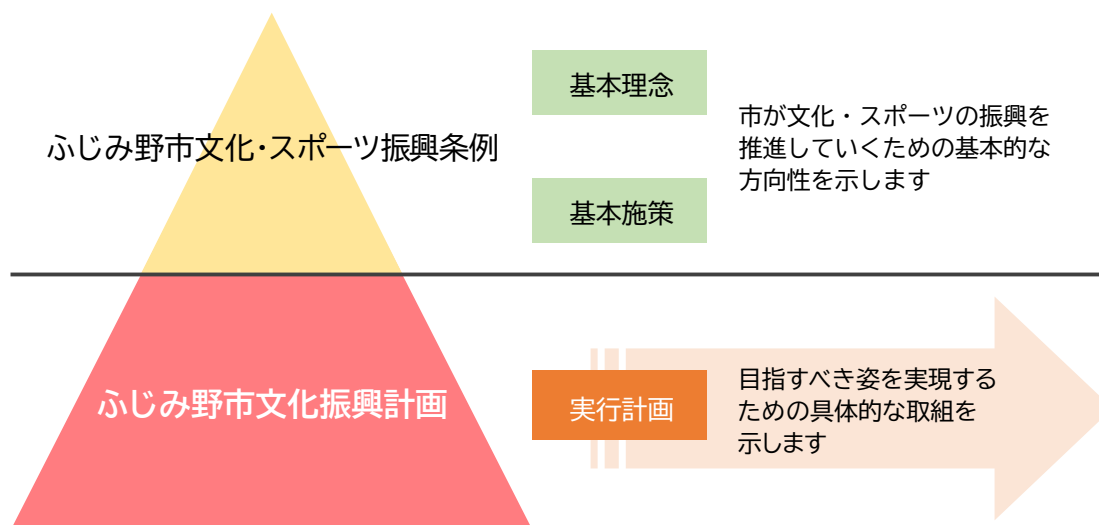 ふじみ野市文化・スポーツ振興条例
基本理念
基本施策
市が文化・スポーツの振興を
推進していくための基本的な
方向性を示します
ふじみ野市文化振興計画
実行計画
目指すべき姿を実現する
ための具体的な取組を
示します